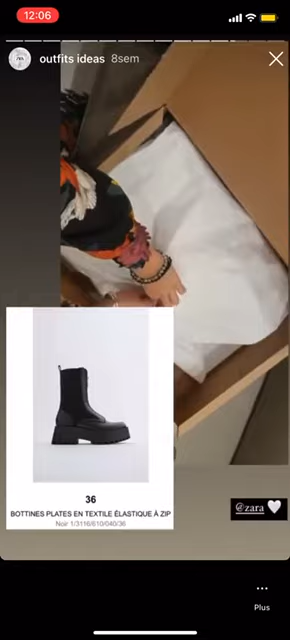 12:06
outfits ideas 8sem
36
BOTTINES PLATES EN TEXTILE ÉLASTIQUE À ZIP
Noir 1/3116/610/040/36
@zara
Plus